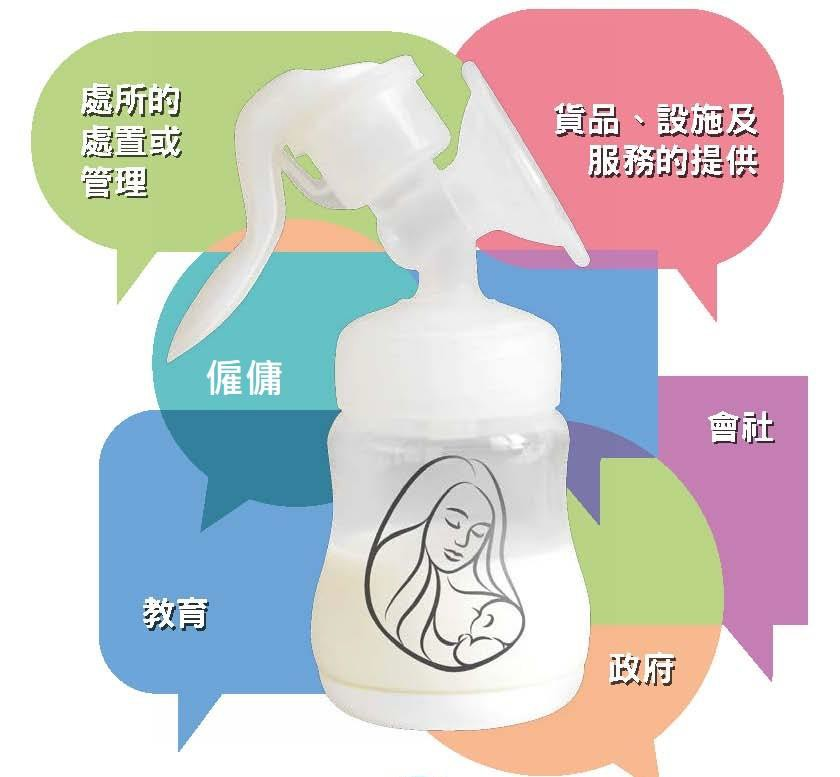 處所的
處置或
管理
貨品、設施及
服務的提供
僱傭
會社
教育
政府